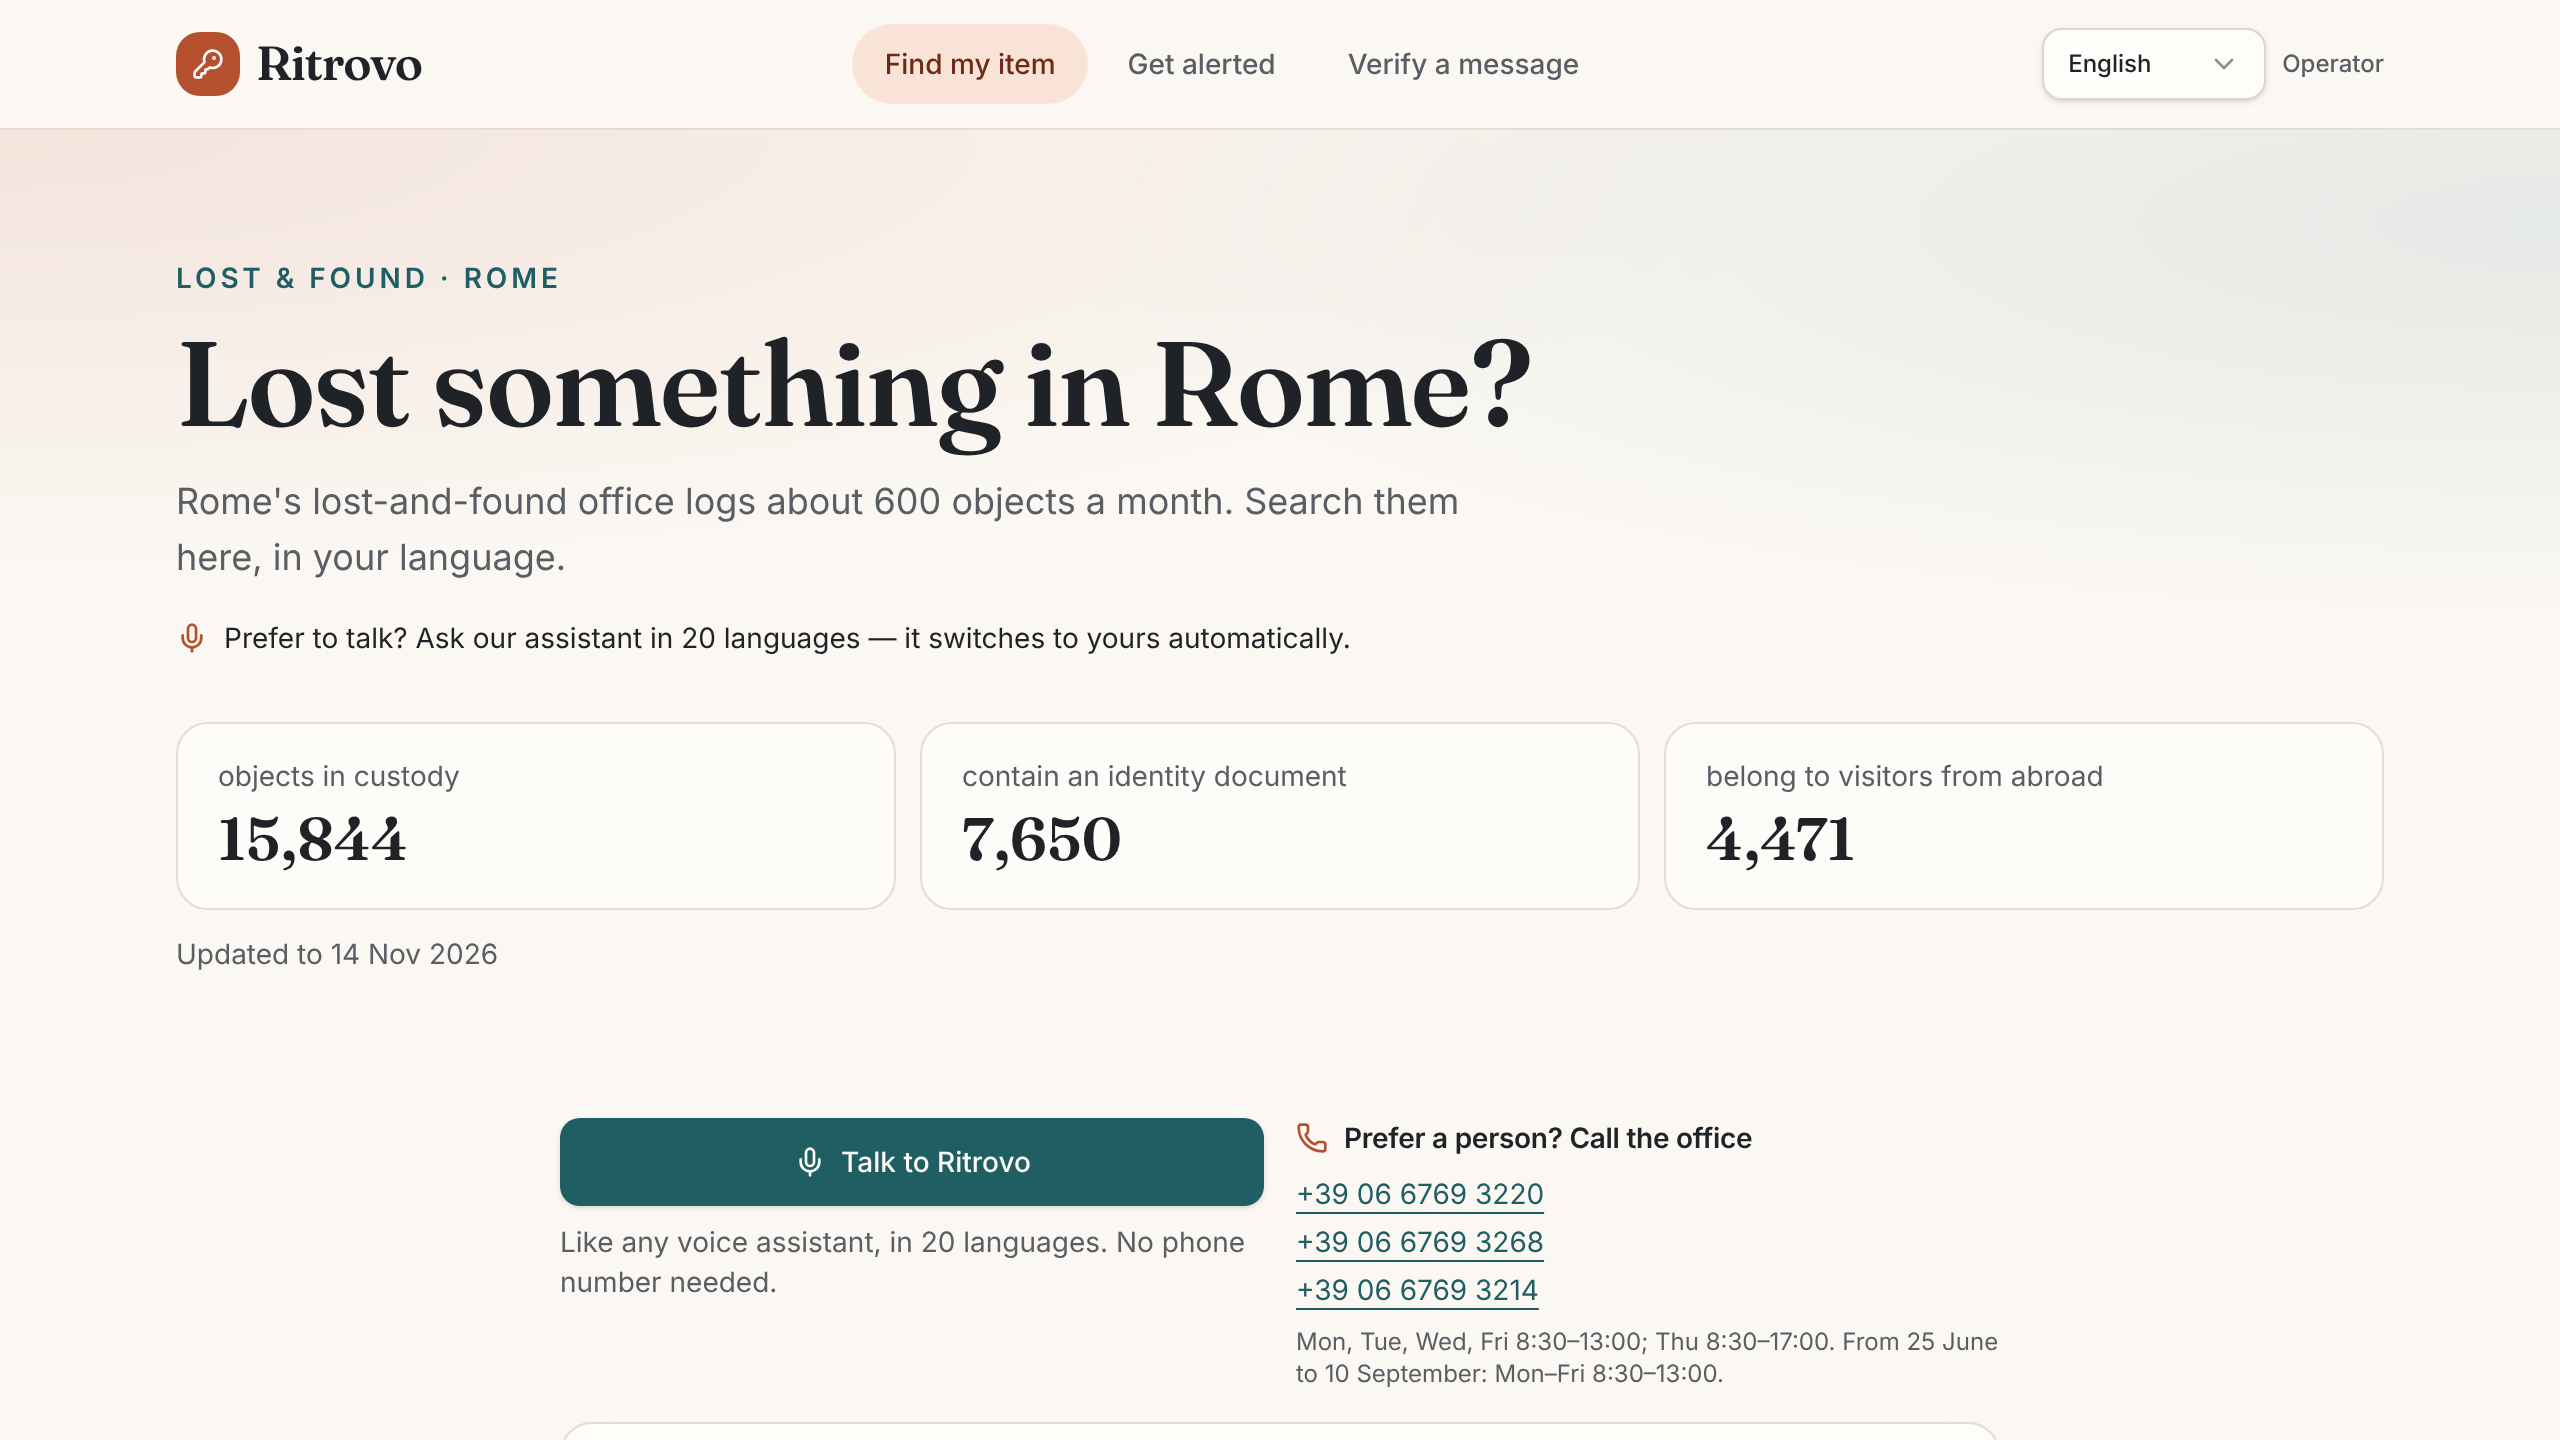 Ritrovo
Find my item
Get alerted
Verify a message
English
Operator
LOST & FOUND · ROME
Lost something in Rome?
Rome's lost-and-found office logs about 600 objects a month. Search them
here, in your language.
Prefer to talk? Ask our assistant in 20 languages — it switches to yours automatically.
objects in custody
15,844
contain an identity document
7,650
belong to visitors from abroad
4,471
Updated to 14 Nov 2026
Talk to Ritrovo
Like any voice assistant, in 20 languages. No phone
number needed.
Prefer a person? Call the office
+39 06 6769 3220
+39 06 6769 3268
+39 06 6769 3214
Mon, Tue, Wed, Fri 8:30–13:00; Thu 8:30–17:00. From 25 June
to 10 September: Mon–Fri 8:30–13:00.